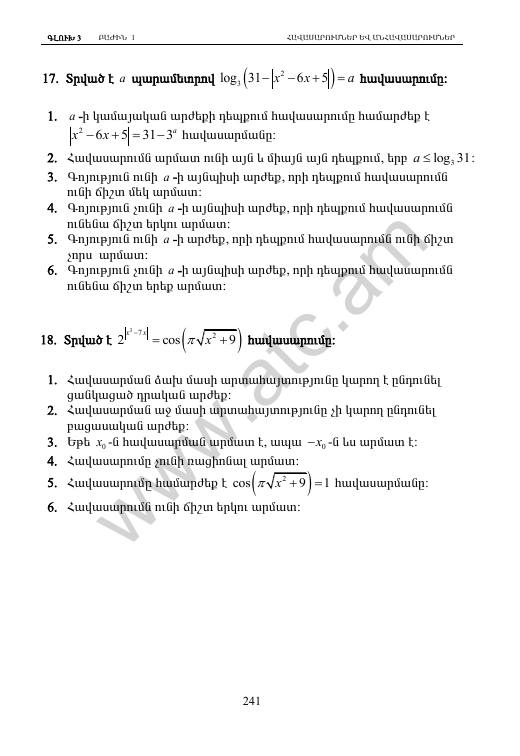 ԳԼՈՒԽ 3 ԲԱԺԻՆ 1 ՀԱՎԱՍԱՐՈՒՄՆԵՐ ԵՎ ԱՆՀԱՎԱՍԱՐՈՒՄՆԵՐ
17. Տրված է a պարամետրով log₃(31−|x²−6x+5|)=a հավասարումը:
1. a -ի կամայական արժեքի դեպքում հավասարումը համարժեք է
|x²−6x+5|=31−3ᵃ հավասարմանը:
2. Հավասարումն արմատ ունի այն և միայն այն դեպքում, երբ a ≤ log₃31:
3. Գոյություն ունի a -ի այնպիսի արժեք, որի դեպքում հավասարումն
ունի ճիշտ մեկ արմատ:
4. Գոյություն չունի a -ի այնպիսի արժեք, որի դեպքում հավասարումն
ունենա ճիշտ երկու արմատ:
5. Գոյություն ունի a -ի արժեք, որի դեպքում հավասարումն ունի ճիշտ
չորս արմատ:
6. Գոյություն չունի a -ի այնպիսի արժեք, որի դեպքում հավասարումն
ունենա ճիշտ երեք արմատ:
18. Տրված է 2^|x²−7x| = cos(π√(x²+9)) հավասարումը:
1. Հավասարման ձախ մասի արտահայտությունը կարող է ընդունել
ցանկացած դրական արժեք:
2. Հավասարման աջ մասի արտահայտությունը չի կարող ընդունել
բացասական արժեք:
3. Եթե x₀ -ն հավասարման արմատ է, ապա −x₀ -ն ևս արմատ է:
4. Հավասարումը չունի ռացիոնալ արմատ:
5. Հավասարումը համարժեք է cos(π√(x²+9))=1 հավասարմանը:
6. Հավասարումն ունի ճիշտ երկու արմատ:
www.atc.am
241